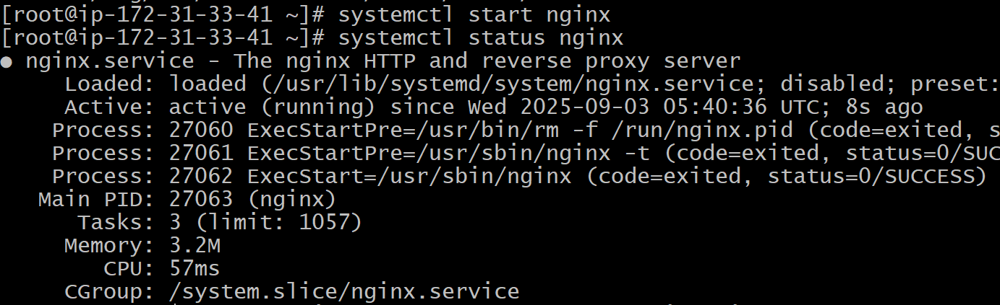 [root@ip-172-31-33-41 ~]# systemctl start nginx
[root@ip-172-31-33-41 ~]# systemctl status nginx
● nginx.service - The nginx HTTP and reverse proxy server
     Loaded: loaded (/usr/lib/systemd/system/nginx.service; disabled; preset:
     Active: active (running) since Wed 2025-09-03 05:40:36 UTC; 8s ago
    Process: 27060 ExecStartPre=/usr/bin/rm -f /run/nginx.pid (code=exited, s
    Process: 27061 ExecStartPre=/usr/sbin/nginx -t (code=exited, status=0/SUC
    Process: 27062 ExecStart=/usr/sbin/nginx (code=exited, status=0/SUCCESS)
   Main PID: 27063 (nginx)
      Tasks: 3 (limit: 1057)
     Memory: 3.2M
        CPU: 57ms
     CGroup: /system.slice/nginx.service